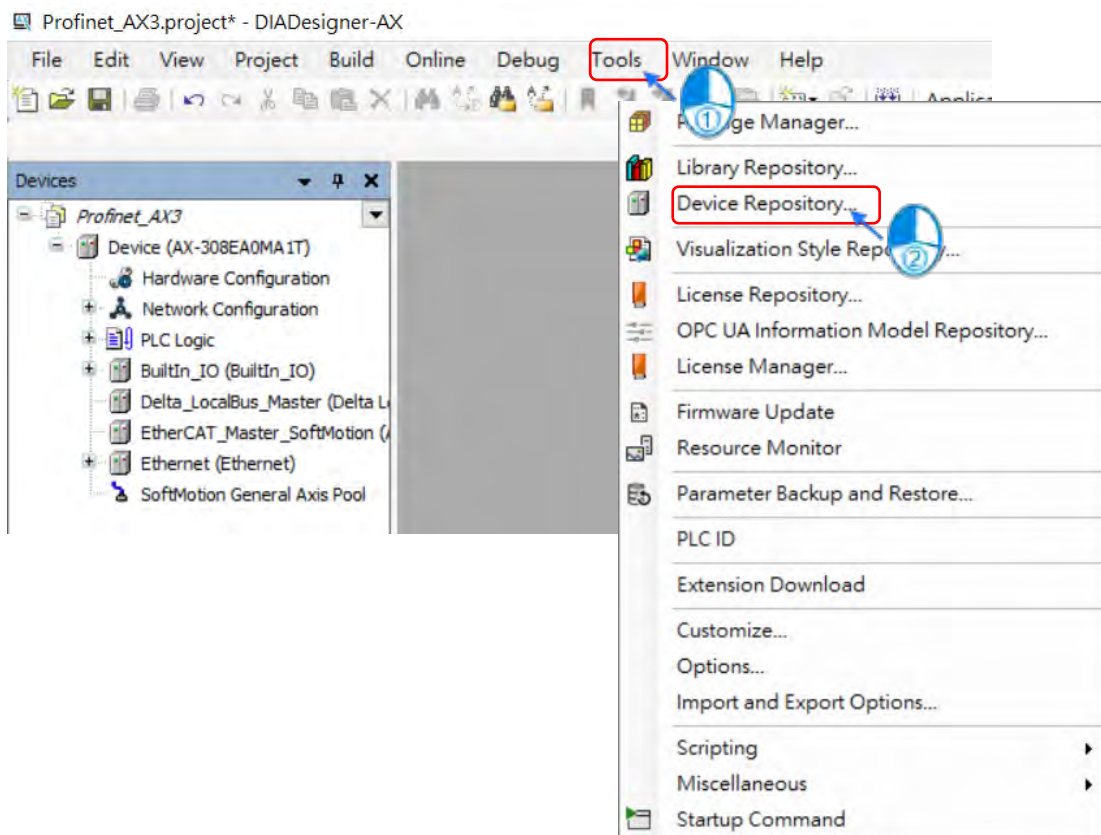 Profinet_AX3.project* - DIADesigner-AX
File Edit View Project Build Online Debug Tools Window Help
Devices
Profinet_AX3
Device (AX-308EA0MA1T)
Hardware Configuration
Network Configuration
PLC Logic
BuiltIn_IO (BuiltIn_IO)
Delta_LocalBus_Master (Delta L
EtherCAT_Master_SoftMotion (
Ethernet (Ethernet)
SoftMotion General Axis Pool
① Manager...
Library Repository...
Device Repository...
Visualization Style ②
License Repository...
OPC UA Information Model Repository...
License Manager...
Firmware Update
Resource Monitor
Parameter Backup and Restore...
PLC ID
Extension Download
Customize...
Options...
Import and Export Options...
Scripting
Miscellaneous
Startup Command